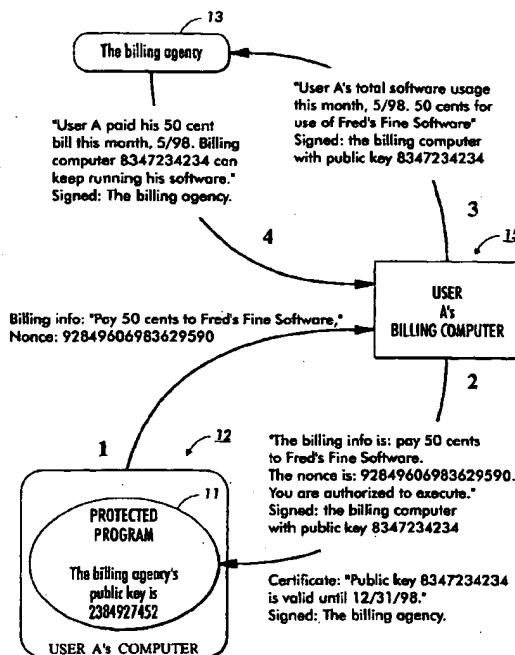 13
The billing agency
"User A's total software usage
this month, 5/98. 50 cents for
use of Fred's Fine Software"
Signed: the billing computer
with public key 8347234234
"User A paid his 50 cent
bill this month, 5/98. Billing
computer 8347234234 can
keep running his software."
Signed: The billing agency.
3
4
USER
A's
BILLING COMPUTER
Billing info: "Pay 50 cents to Fred's Fine Software,"
Nonce: 92849606983629590
2
1
12
"The billing info is: pay 50 cents
to Fred's Fine Software.
The nonce is: 92849606983629590.
You are authorized to execute."
Signed: the billing computer
with public key 8347234234
11
PROTECTED
PROGRAM
The billing agency's
public key is
2384927452
Certificate: "Public key 8347234234
is valid until 12/31/98."
Signed: The billing agency.
USER A's COMPUTER